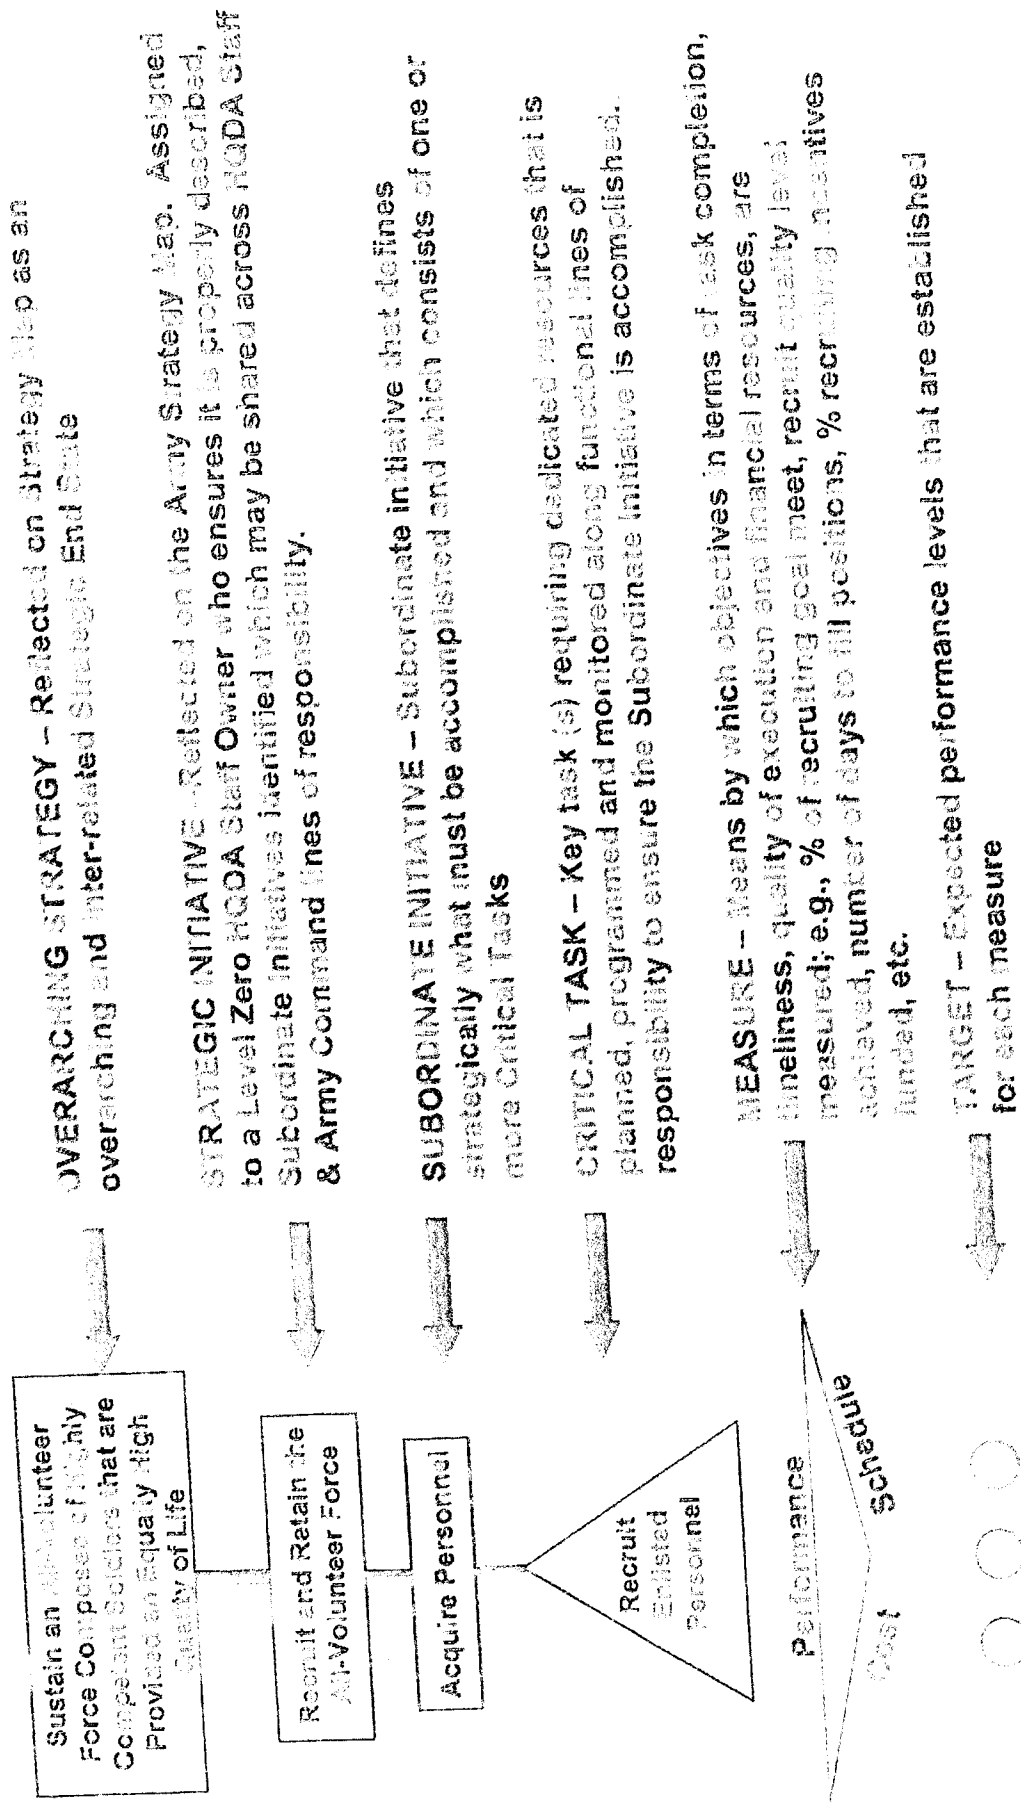 Sustain an All-Volunteer
Force Composed of Highly
Competent Soldiers that are
Provided an Equally High
Quality of Life
OVERARCHING STRATEGY – Reflected on Strategy Map as an
overarching and inter-related Strategic End State
Recruit and Retain the
All-Volunteer Force
STRATEGIC INITIATIVE –Reflected on the Army Strategy Map. Assigned
to a Level Zero HQDA Staff Owner who ensures it is properly described,
Subordinate Initiatives identified which may be shared across HQDA Staff
& Army Command lines of responsibility.
Acquire Personnel
SUBORDINATE INITIATIVE – Subordinate initiative that defines
strategically what must be accomplished and which consists of one or
more Critical Tasks
Recruit
Enlisted
Personnel
CRITICAL TASK – Key task (s) requiring dedicated resources that is
planned, programmed and monitored along functional lines of
responsibility to ensure the Subordinate Initiative is accomplished.
Performance
Cost
Schedule
MEASURE – Means by which objectives in terms of task completion,
timeliness, quality of execution and financial resources, are
measured; e.g., % of recruiting goal meet, recruit quality level
achieved, number of days to fill positions, % recruiting incentives
funded, etc.
TARGET – Expected performance levels that are established
for each measure